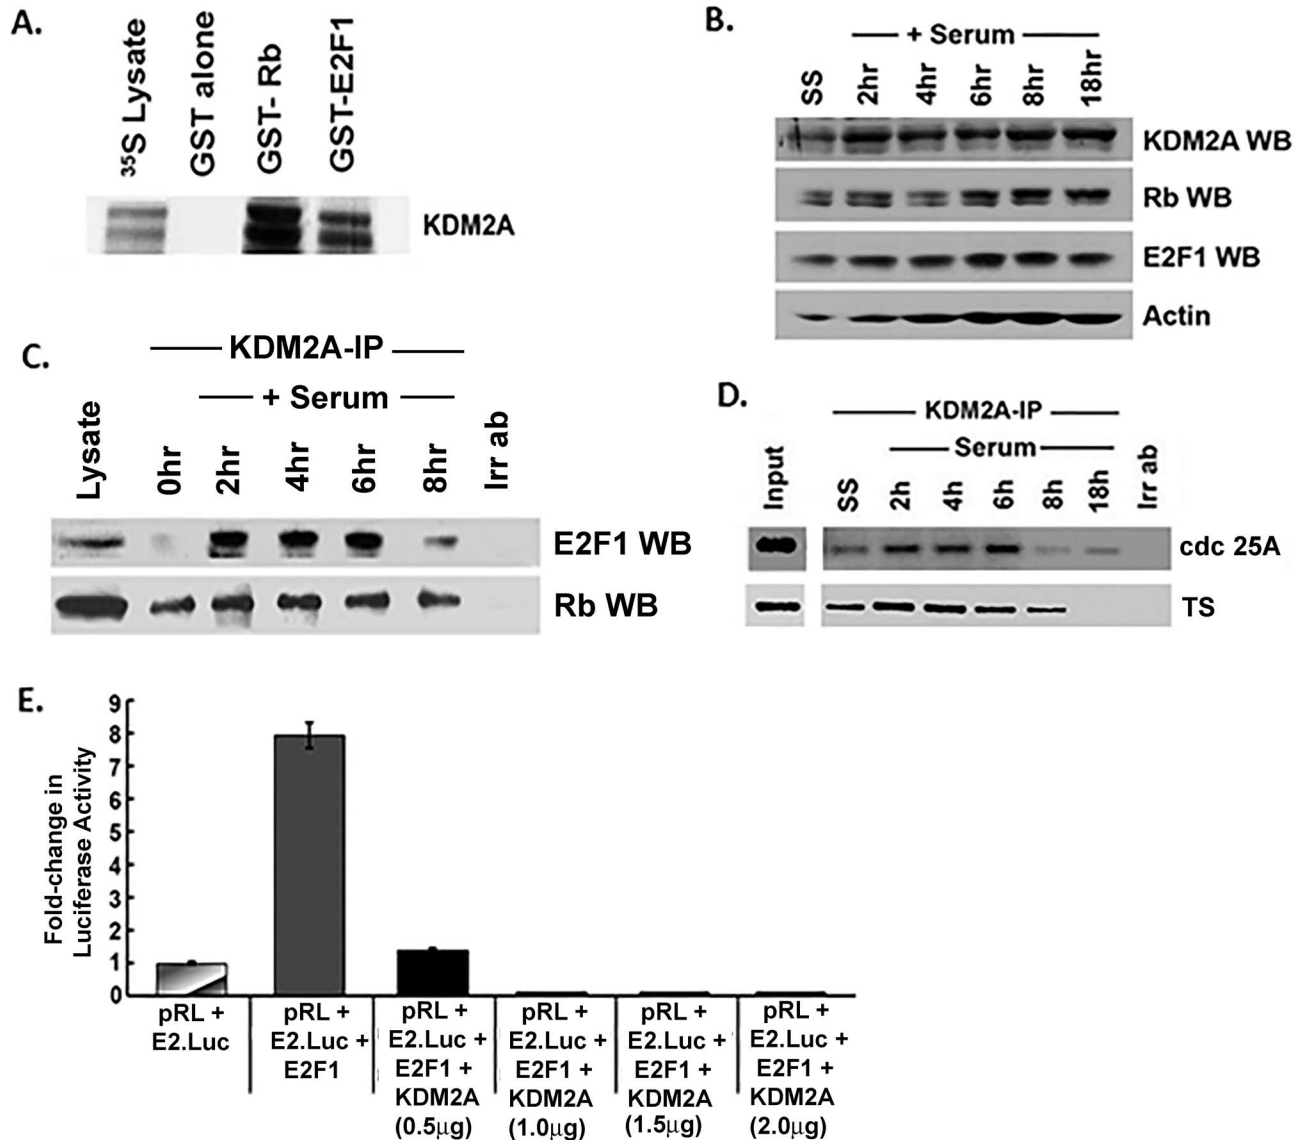 A.
³⁵S Lysate
GST alone
GST- Rb
GST-E2F1
KDM2A
B.
+ Serum
SS
2hr
4hr
6hr
8hr
18hr
KDM2A WB
Rb WB
E2F1 WB
Actin
C.
KDM2A-IP
+ Serum
Lysate
0hr
2hr
4hr
6hr
8hr
Irr ab
E2F1 WB
Rb WB
D.
KDM2A-IP
Serum
Input
SS
2h
4h
6h
8h
18h
Irr ab
cdc 25A
TS
E.
Fold-change in
Luciferase Activity
9
8
7
6
5
4
3
2
1
0
pRL +
E2.Luc
pRL +
E2.Luc +
E2F1
pRL +
E2.Luc +
E2F1 +
KDM2A
(0.5µg)
pRL +
E2.Luc +
E2F1 +
KDM2A
(1.0µg)
pRL +
E2.Luc +
E2F1 +
KDM2A
(1.5µg)
pRL +
E2.Luc +
E2F1 +
KDM2A
(2.0µg)